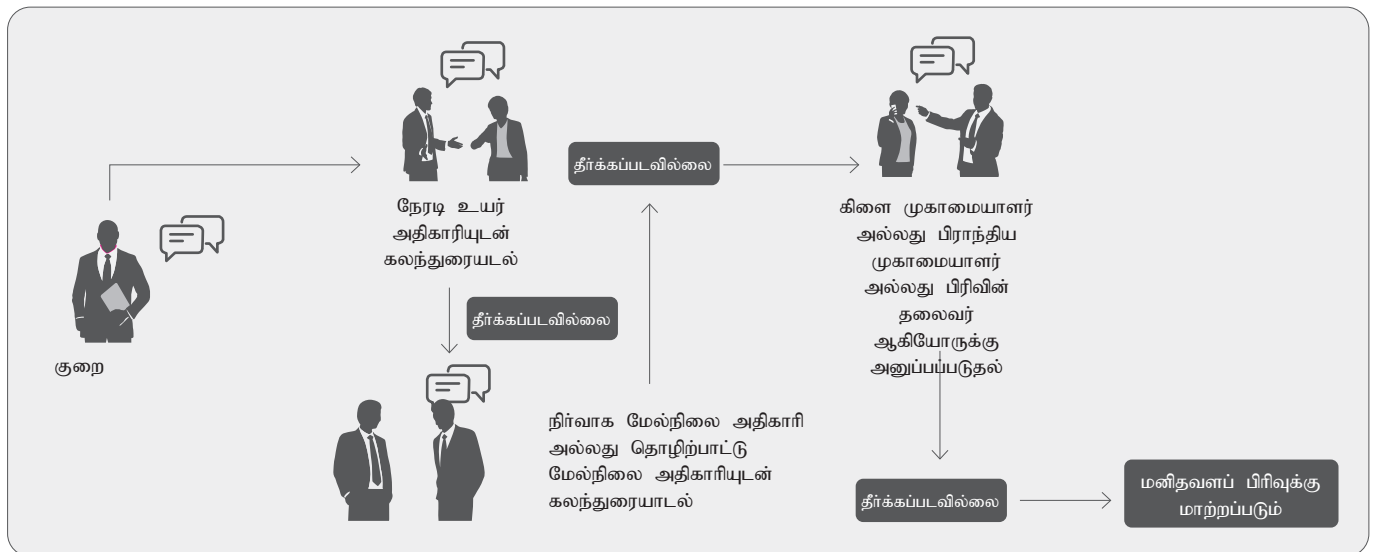 குறை
நேரடி உயர்
அதிகாரியுடன்
கலந்துரையடல்
தீர்க்கப்படவில்லை
நிர்வாக மேல்நிலை அதிகாரி
அல்லது தொழிற்பாட்டு
மேல்நிலை அதிகாரியுடன்
கலந்துரையாடல்
தீர்க்கப்படவில்லை
கிளை முகாமையாளர்
அல்லது பிராந்திய
முகாமையாளர்
அல்லது பிரிவின்
தலைவர்
ஆகியோருக்கு
அனுப்பப்படுதல்
தீர்க்கப்படவில்லை
மனிதவளப் பிரிவுக்கு
மாற்றப்படும்